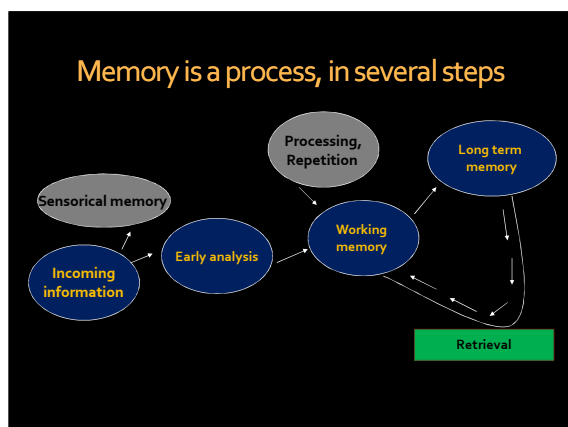 Memory is a process, in several steps
Processing,
Repetition
Long term
memory
Sensorical memory
Working
memory
Early analysis
Incoming
information
Retrieval